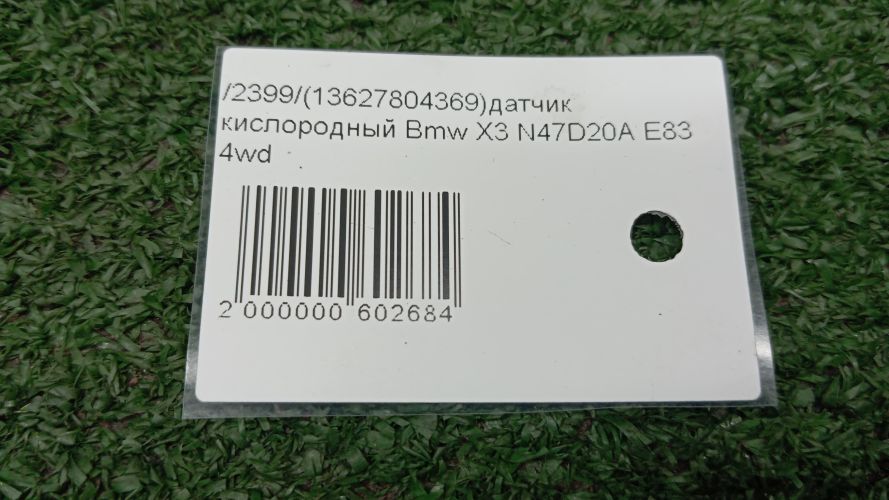 /2399/(13627804369)датчик
кислородный Bmw X3 N47D20A E83
4wd
2 000000 602684